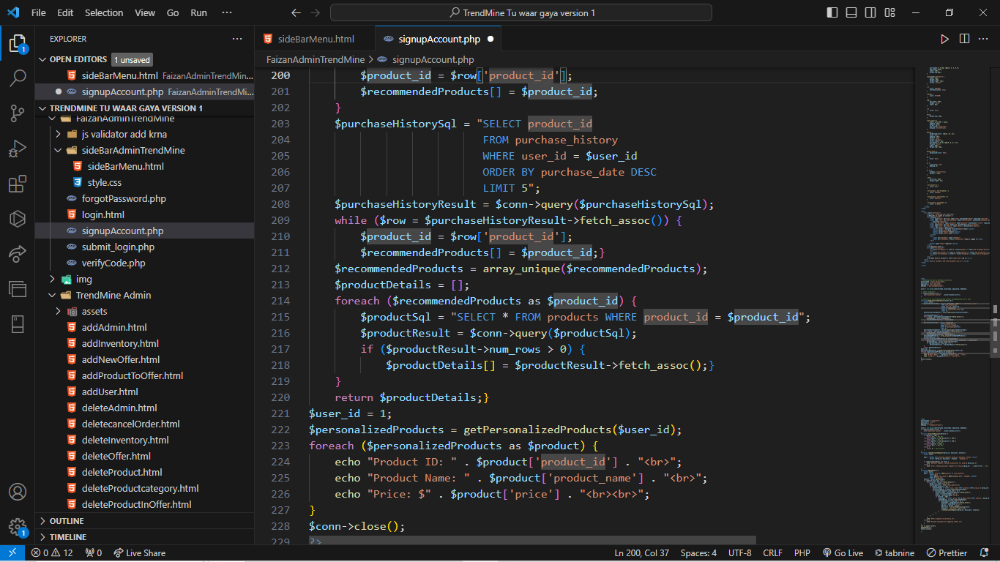 File Edit Selection View Go Run ··· TrendMine Tu waar gaya version 1
EXPLORER ···
OPEN EDITORS 1 unsaved
sideBarMenu.html FaizanAdminTrendMin...
signupAccount.php FaizanAdminTrendMi...
TRENDMINE TU WAAR GAYA VERSION 1
FaizanAdminTrendMine
js validator add krna
sideBarAdminTrendMine
sideBarMenu.html
style.css
forgotPassword.php
login.html
signupAccount.php
submit_login.php
verifyCode.php
img
TrendMine Admin
assets
addAdmin.html
addInventory.html
addNewOffer.html
addProductToOffer.html
addUser.html
deleteAdmin.html
deletecancelOrder.html
deleteInventory.html
deleteOffer.html
deleteProduct.html
deleteProductcategory.html
deleteProductInOffer.html
OUTLINE
TIMELINE
sideBarMenu.html signupAccount.php
FaizanAdminTrendMine > signupAccount.php
200 $product_id = $row['product_id'];
201 $recommendedProducts[] = $product_id;
202 }
203 $purchaseHistorySql = "SELECT product_id
204 FROM purchase_history
205 WHERE user_id = $user_id
206 ORDER BY purchase_date DESC
207 LIMIT 5";
208 $purchaseHistoryResult = $conn->query($purchaseHistorySql);
209 while ($row = $purchaseHistoryResult->fetch_assoc()) {
210 $product_id = $row['product_id'];
211 $recommendedProducts[] = $product_id;}
212 $recommendedProducts = array_unique($recommendedProducts);
213 $productDetails = [];
214 foreach ($recommendedProducts as $product_id) {
215 $productSql = "SELECT * FROM products WHERE product_id = $product_id";
216 $productResult = $conn->query($productSql);
217 if ($productResult->num_rows > 0) {
218 $productDetails[] = $productResult->fetch_assoc();}
219 }
220 return $productDetails;}
221 $user_id = 1;
222 $personalizedProducts = getPersonalizedProducts($user_id);
223 foreach ($personalizedProducts as $product) {
224 echo "Product ID: " . $product['product_id'] . "<br>";
225 echo "Product Name: " . $product['product_name'] . "<br>";
226 echo "Price: $" . $product['price'] . "<br><br>";
227 }
228 $conn->close();
229 ?>
0 12 0 Live Share Ln 200, Col 37 Spaces: 4 UTF-8 CRLF PHP Go Live tabnine Prettier